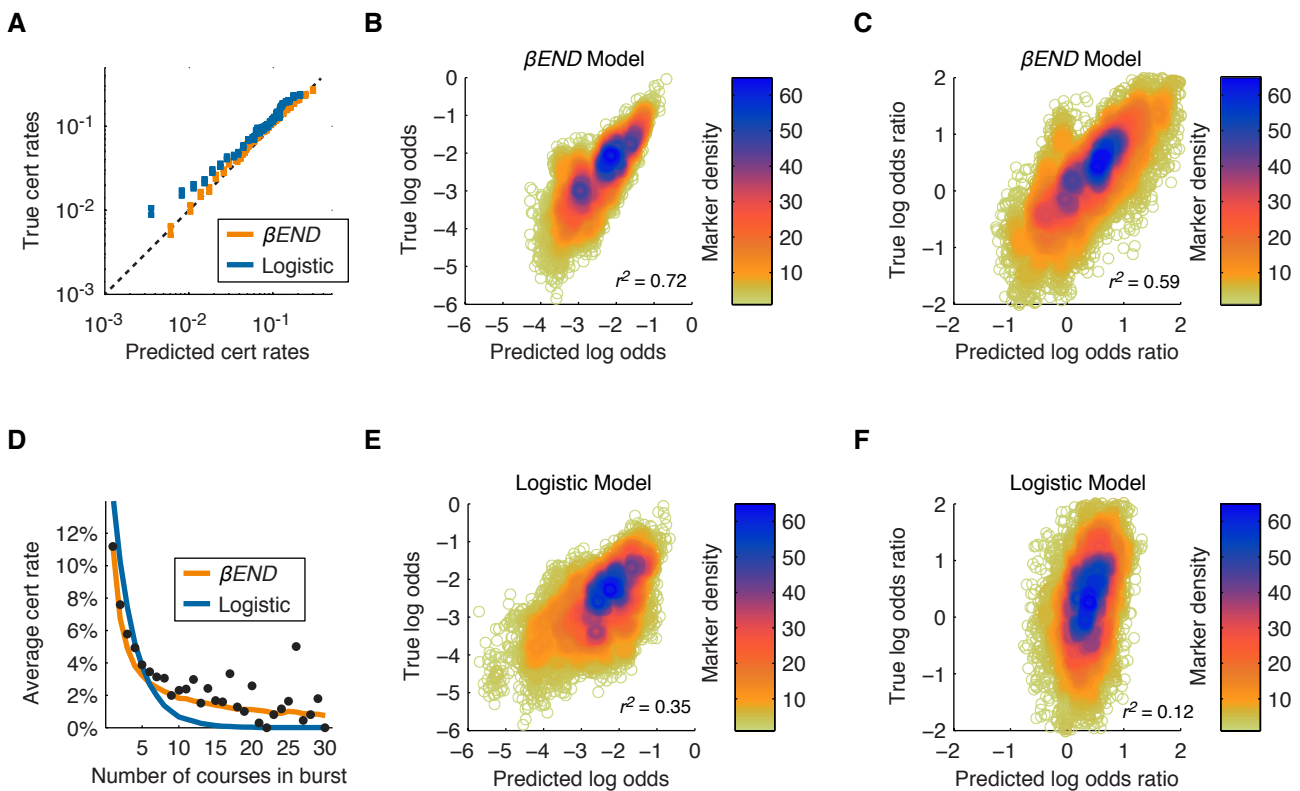 A
True cert rates
10⁻¹
10⁻²
10⁻³
10⁻³
10⁻²
10⁻¹
Predicted cert rates
βEND
Logistic
B
βEND Model
True log odds
0
−1
−2
−3
−4
−5
−6
−6 −5 −4 −3 −2 −1 0
Predicted log odds
r² = 0.72
Marker density
60
50
40
30
20
10
C
βEND Model
True log odds ratio
2
1
0
−1
−2
−2 −1 0 1 2
Predicted log odds ratio
r² = 0.59
Marker density
60
50
40
30
20
10
D
Average cert rate
12%
10%
8%
6%
4%
2%
0%
5 10 15 20 25 30
Number of courses in burst
βEND
Logistic
E
Logistic Model
True log odds
0
−1
−2
−3
−4
−5
−6
−6 −5 −4 −3 −2 −1 0
Predicted log odds
r² = 0.35
Marker density
60
50
40
30
20
10
F
Logistic Model
True log odds ratio
2
1
0
−1
−2
−2 −1 0 1 2
Predicted log odds ratio
r² = 0.12
Marker density
60
50
40
30
20
10